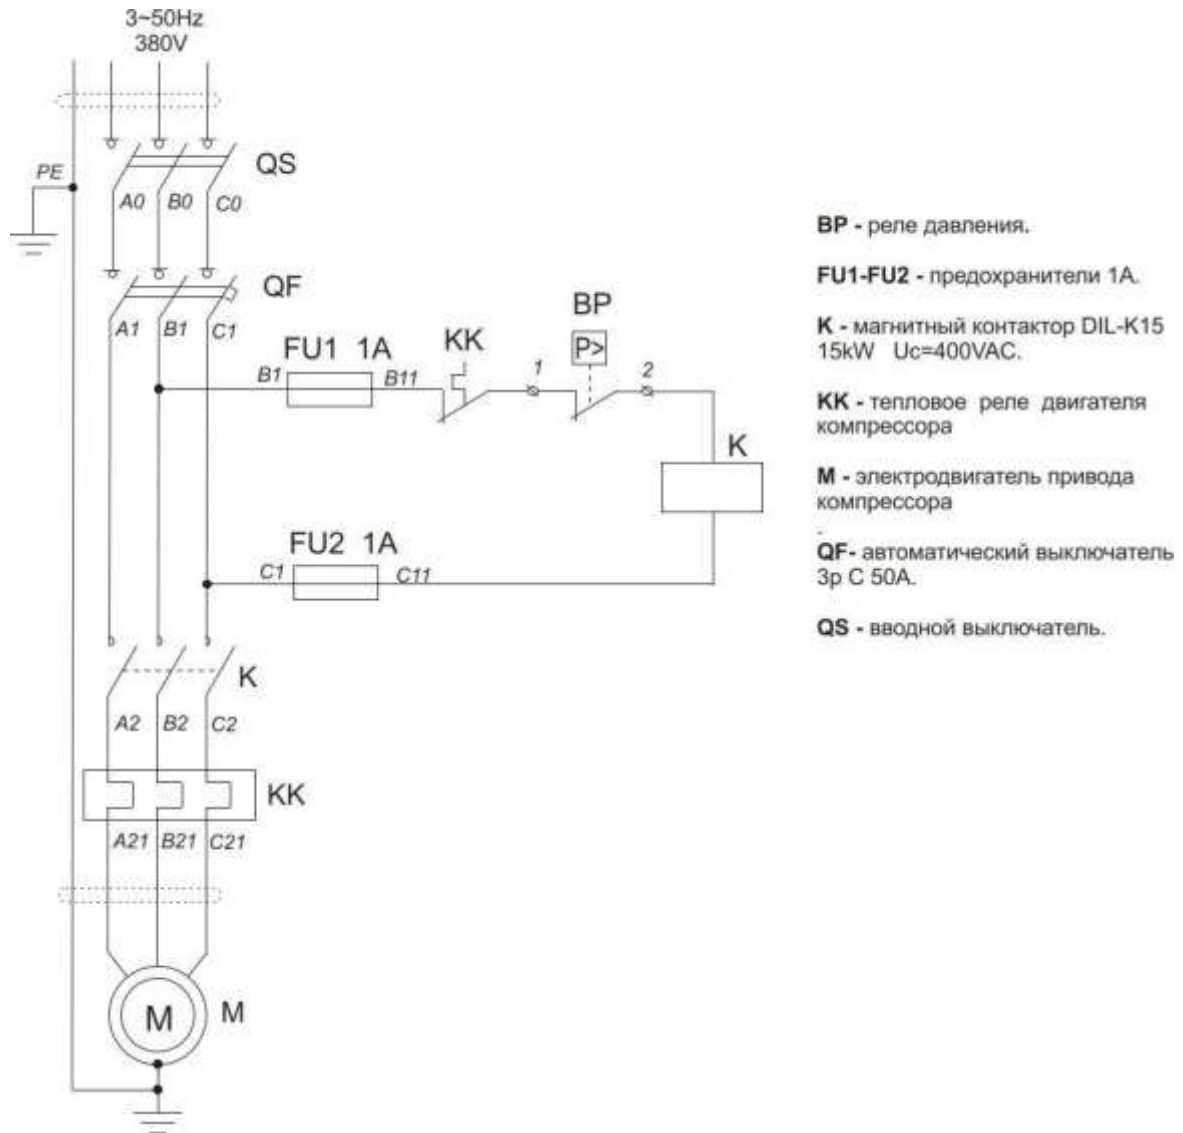 3~50Hz
380V
QS
PE
A0
B0
C0
QF
A1
B1
C1
FU1 1A
KK
BP
P>
B1
B11
1
2
K
FU2 1A
C1
C11
K
A2
B2
C2
KK
A21
B21
C21
M
M
BP - реле давления.
FU1-FU2 - предохранители 1А.
K - магнитный контактор DIL-K15
15kW Uc=400VAC.
KK - тепловое реле двигателя
компрессора
M - электродвигатель привода
компрессора
.
QF- автоматический выключатель
3р С 50А.
QS - вводной выключатель.